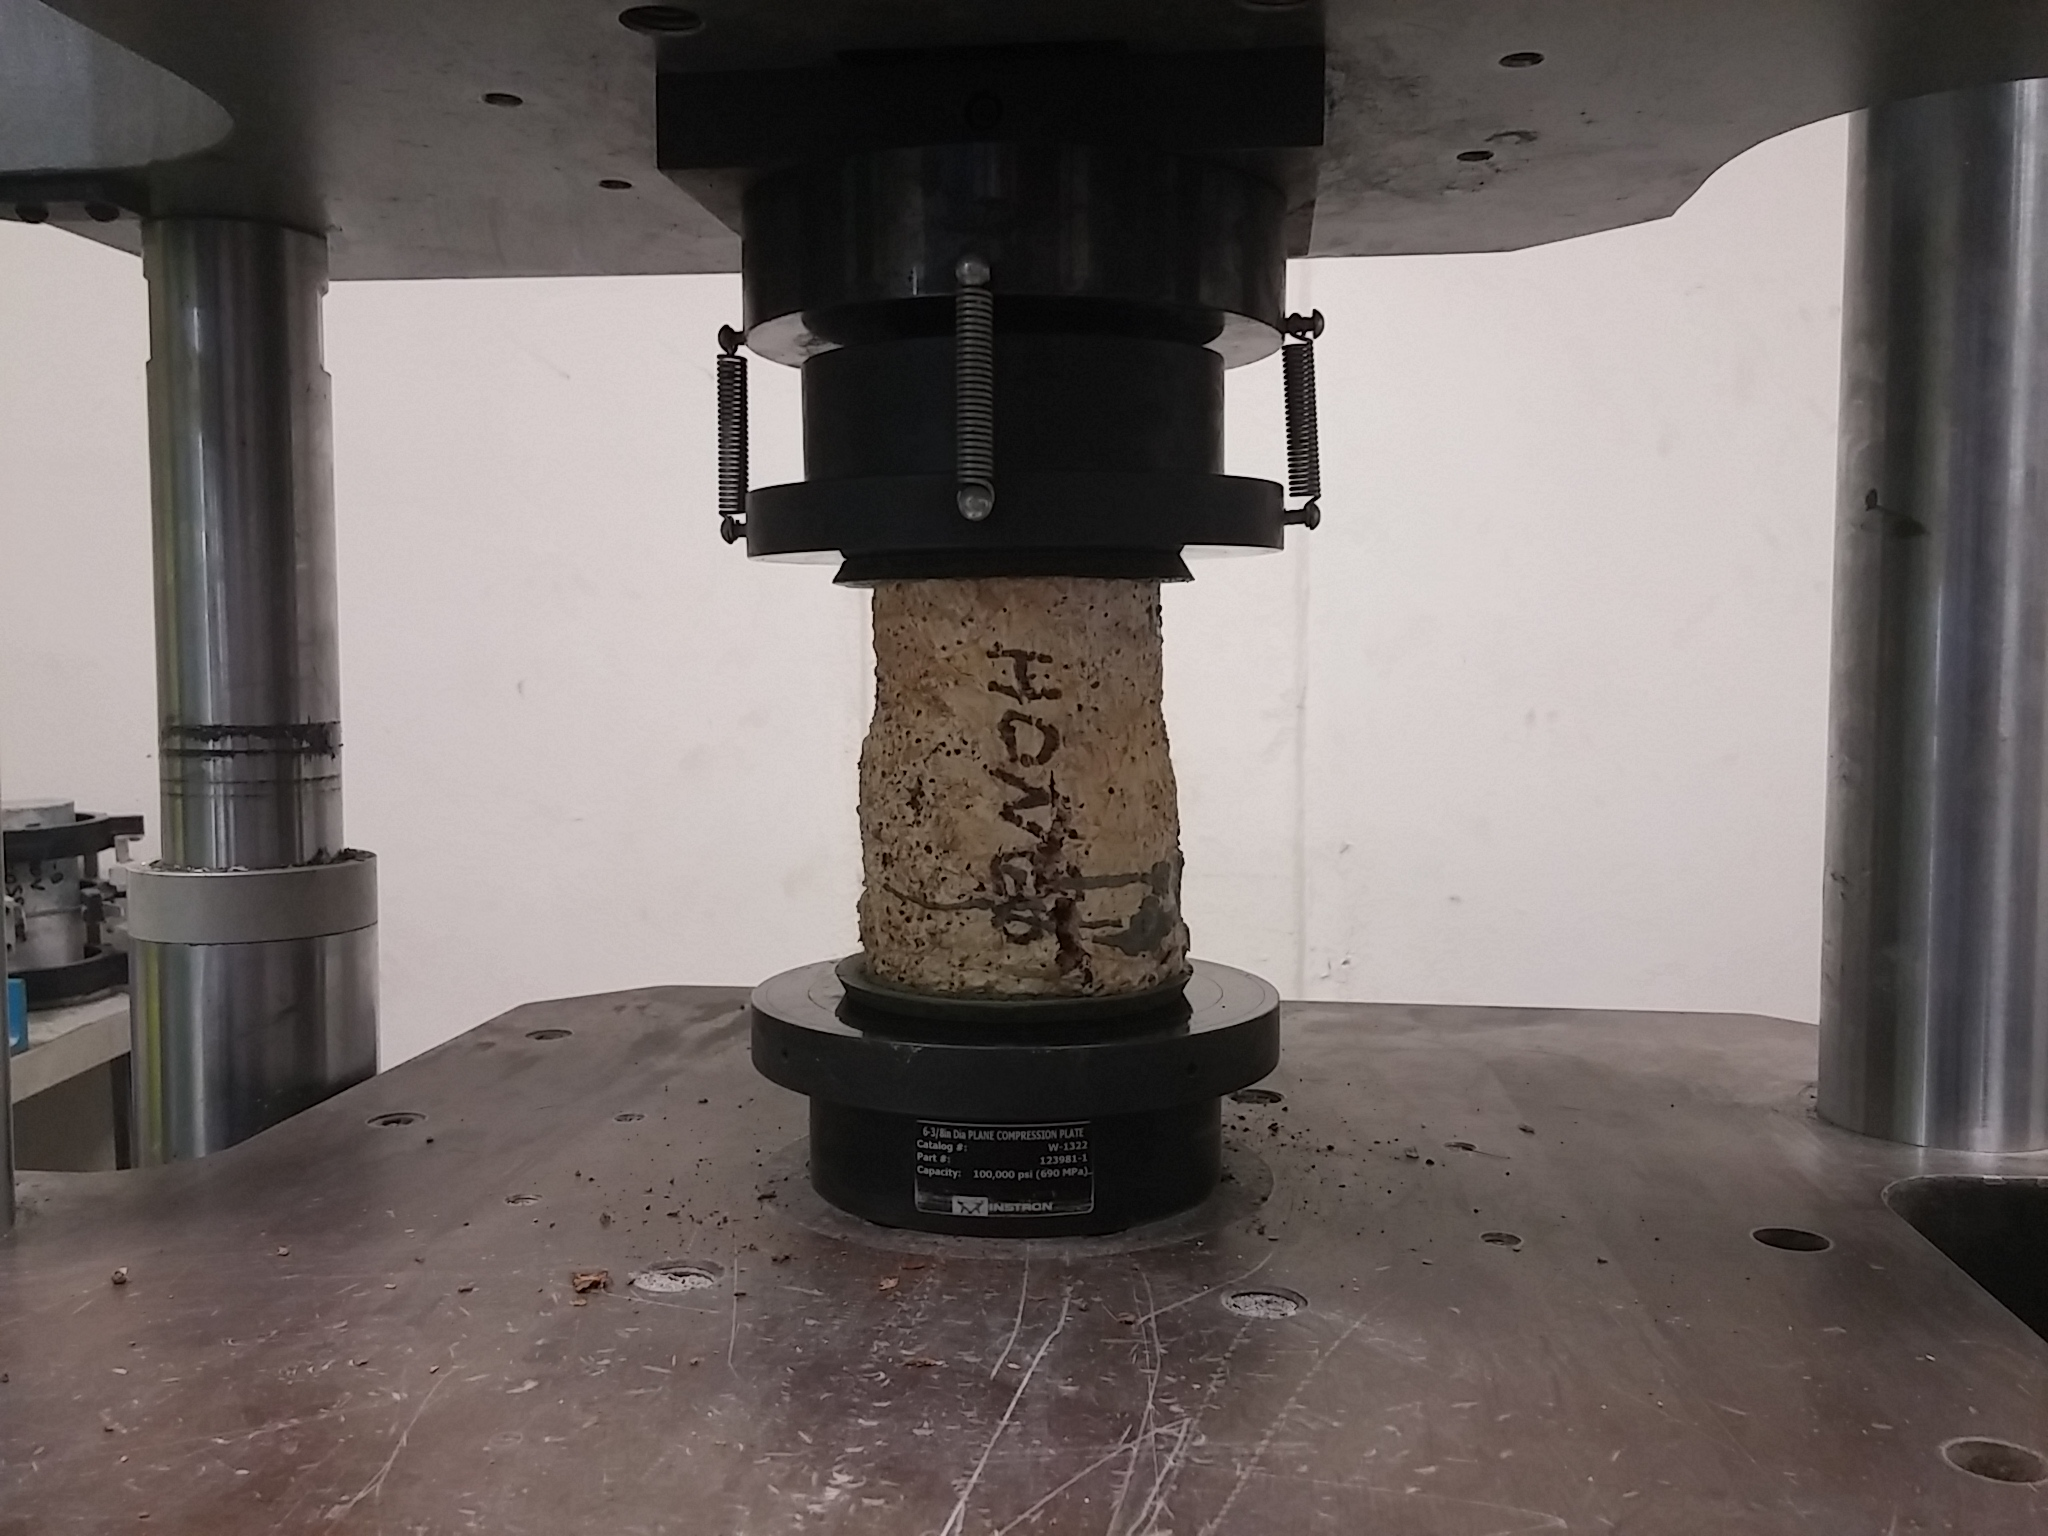 6-3/8in Dia PLANE COMPRESSION PLATE
Catalog #: W-1322
Part #: 123981-1
Capacity: 100,000 psi (690 MPa)
INSTRON